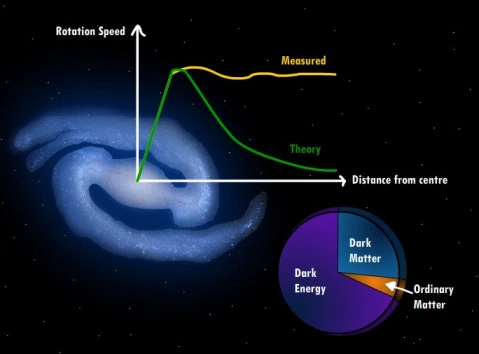 Rotation Speed
Measured
Theory
Distance from centre
Dark
Matter
Dark
Energy
Ordinary
Matter